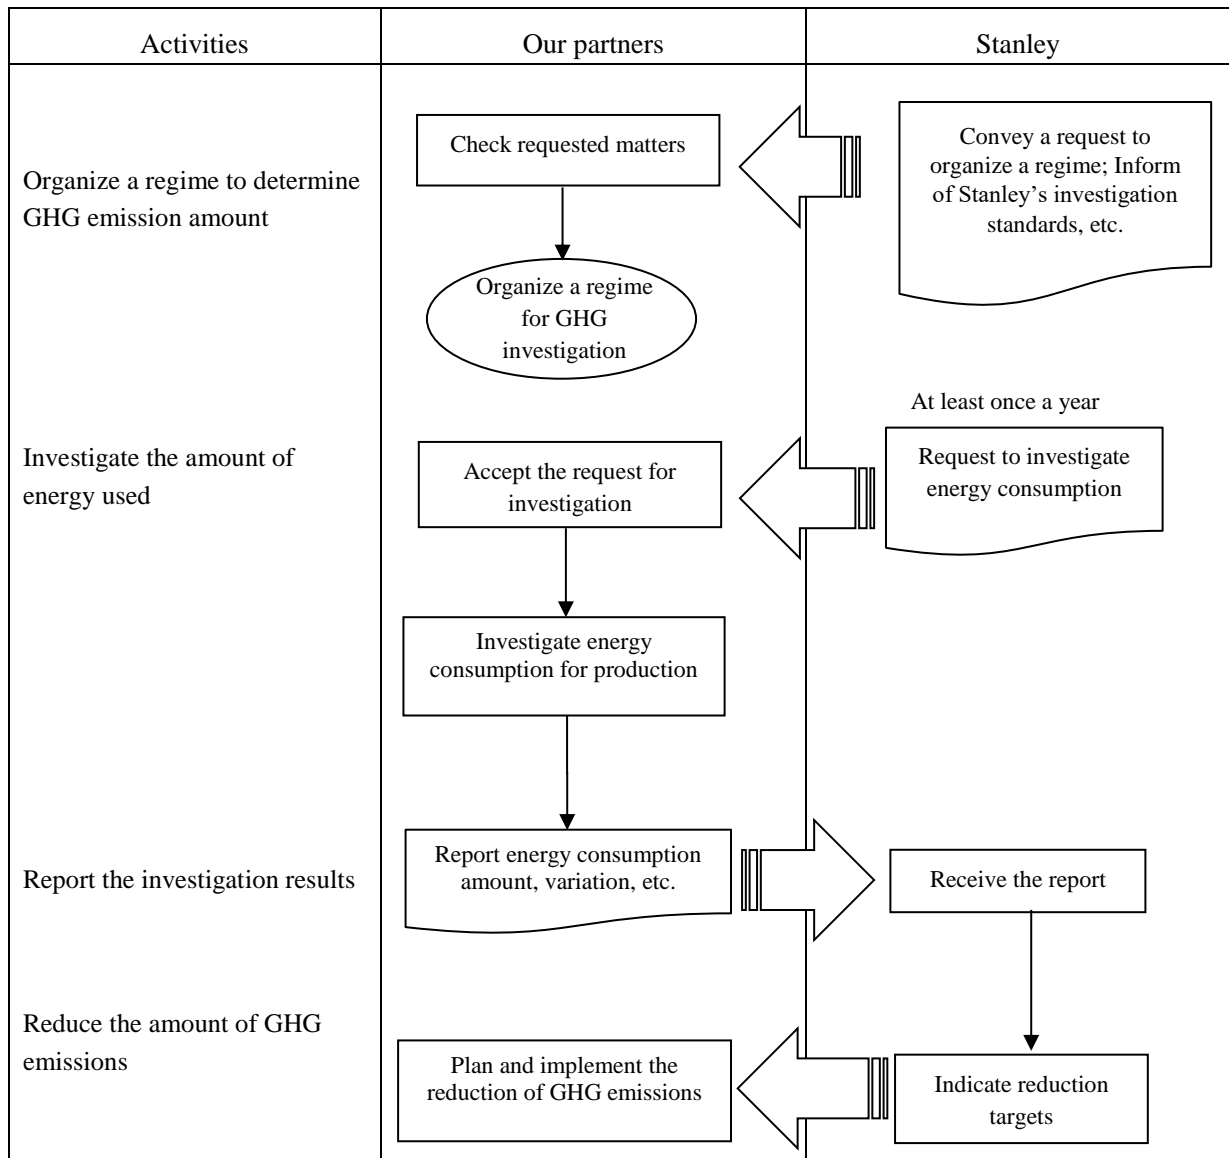 Activities
Our partners
Stanley
Organize a regime to determine
GHG emission amount
Check requested matters
Convey a request to
organize a regime; Inform
of Stanley’s investigation
standards, etc.
Organize a regime
for GHG
investigation
At least once a year
Investigate the amount of
energy used
Accept the request for
investigation
Request to investigate
energy consumption
Investigate energy
consumption for production
Report the investigation results
Report energy consumption
amount, variation, etc.
Receive the report
Reduce the amount of GHG
emissions
Plan and implement the
reduction of GHG emissions
Indicate reduction
targets